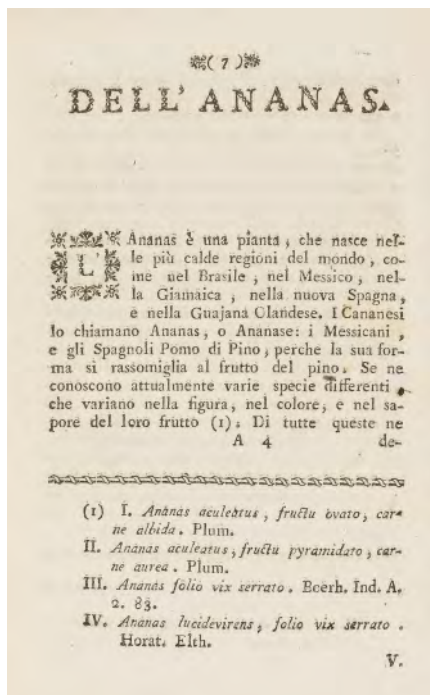 ( 7 )
DELL' ANANAS.
L' Ananas è una pianta, che nasce nel-
le più calde regioni del mondo, co-
me nel Brasile, nel Messico, nel-
la Giamaica, nella nuova Spagna,
e nella Guajana Olandese. I Cananesi
lo chiamano Ananas, o Ananase: i Messicani,
e gli Spagnoli Pomo di Pino, perche la sua for-
ma si rassomiglia al frutto del pino. Se ne
conoscono attualmente varie specie differenti,
che variano nella figura, nel colore, e nel sa-
pore del loro frutto (1). Di tutte queste ne
A 4 de-
(1) I. Ananas aculeatus, fructu ovato, car-
ne albida. Plum.
II. Ananas aculeatus, fructu pyramidato, car-
ne aurea. Plum.
III. Ananas folio vix serrato. Boerh. Ind. A.
2. 83.
IV. Ananas lucidevirens, folio vix serrato.
Horat. Elth.
V.